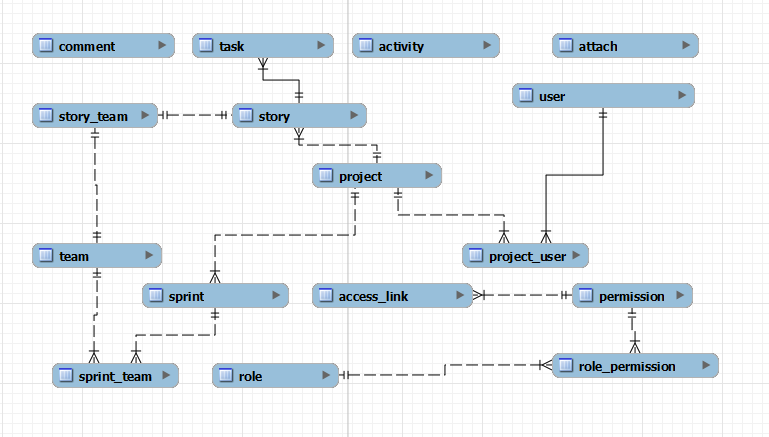 comment
task
activity
attach
user
story_team
story
project
team
project_user
sprint
access_link
permission
sprint_team
role
role_permission